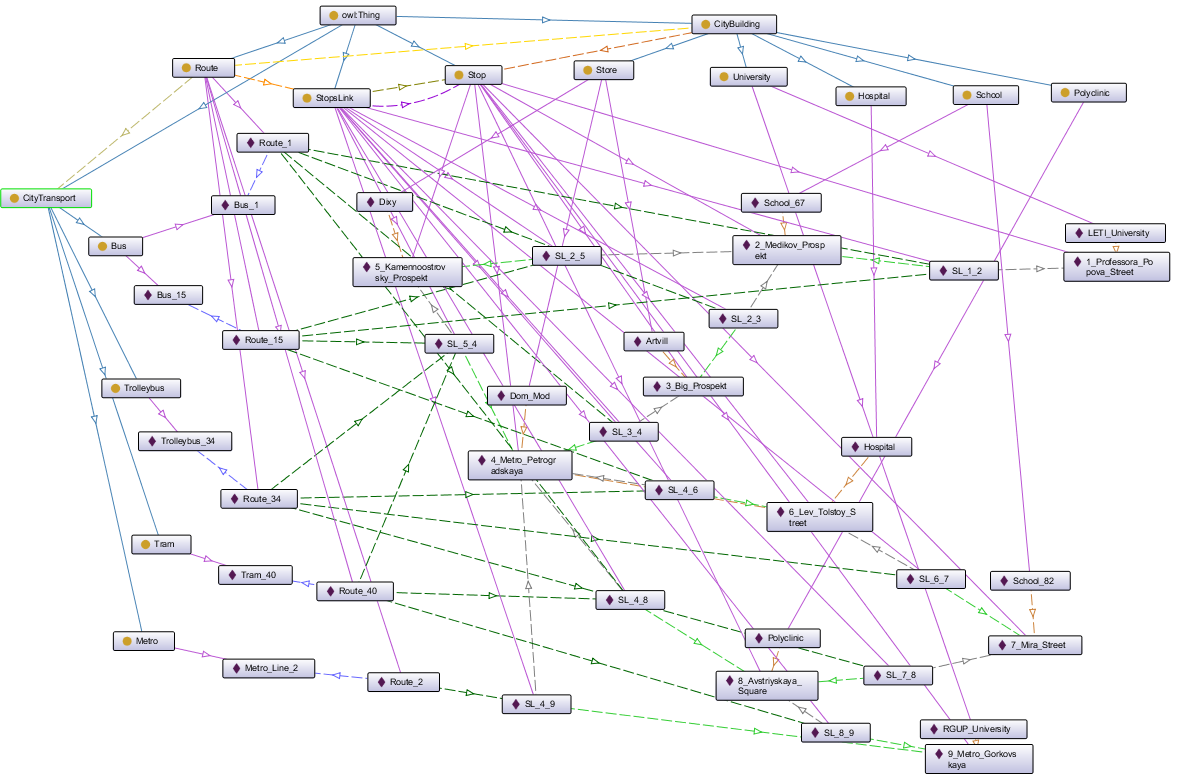 owl:Thing
CityBuilding
Route
Stop
Store
University
StopsLink
Hospital
School
Polyclinic
Route_1
CityTransport
Bus_1
Dixy
School_67
LETI_University
Bus
2_Medikov_Prosp
ekt
5_Kamennoostrov
sky_Prospekt
SL_2_5
SL_1_2
1_Professora_Po
pova_Street
Bus_15
SL_2_3
Route_15
SL_5_4
Artvill
Trolleybus
3_Big_Prospekt
Dom_Mod
Trolleybus_34
SL_3_4
Hospital
4_Metro_Petrogr
adskaya
Route_34
SL_4_6
6_Lev_Tolstoy_S
treet
Tram
Tram_40
SL_6_7
School_82
Route_40
SL_4_8
Metro
Polyclinic
7_Mira_Street
Metro_Line_2
Route_2
8_Avstriyskaya_
Square
SL_7_8
SL_4_9
SL_8_9
RGUP_University
9_Metro_Gorkovs
kaya